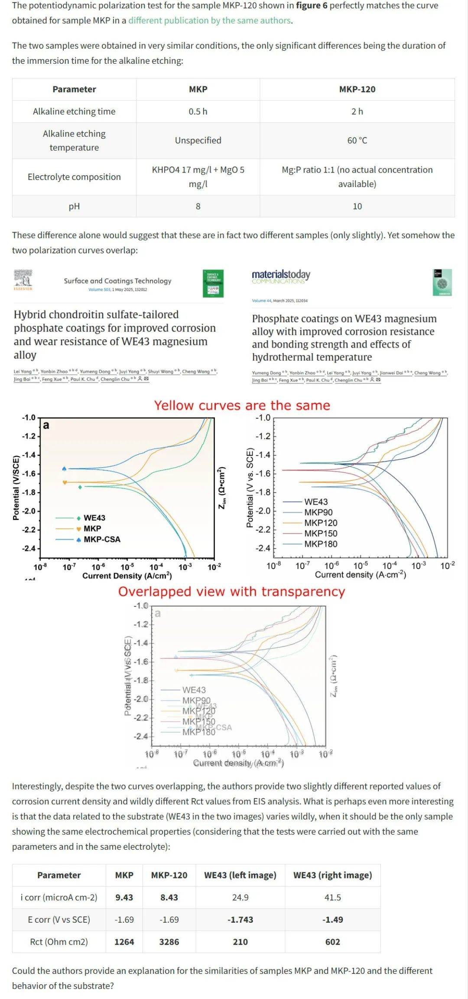 The potentiodynamic polarization test for the sample MKP-120 shown in figure 6 perfectly matches the curve
obtained for sample MKP in a different publication by the same authors.
The two samples were obtained in very similar conditions, the only significant differences being the duration of
the immersion time for the alkaline etching:
Parameter MKP MKP-120
Alkaline etching time 0.5 h 2 h
Alkaline etching
temperature
Unspecified 60 °C
Electrolyte composition
KHPO4 17 mg/l + MgO 5
mg/l
Mg:P ratio 1:1 (no actual concentration
available)
pH 8 10
These difference alone would suggest that these are in fact two different samples (only slightly). Yet somehow the
two polarization curves overlap:
ELSEVIER
Surface and Coatings Technology
Volume 503, 1 May 2025, 132012
SURFACE &
COATINGS
TECHNOLOGY
Hybrid chondroitin sulfate-tailored
phosphate coatings for improved corrosion
and wear resistance of WE43 magnesium
alloy
Lei Yang a b, Yanbin Zhao a b d, Yumeng Dong a b, Juyi Yang a b, Shuyi Wang a b, Cheng Wang a b,
Jing Bai a b c, Feng Xue a b, Paul K. Chu d, Chenglin Chu a b
materialstoday
COMMUNICATIONS
Volume 44, March 2025, 112034
Phosphate coatings on WE43 magnesium
alloy with improved corrosion resistance
and bonding strength and effects of
hydrothermal temperature
Yumeng Dong a b, Yanbin Zhao a b d, Lei Yang a b, Juyi Yang a b, Jianwei Dai a b e, Cheng Wang a b,
Jing Bai a b c, Feng Xue a b, Paul K. Chu d, Chenglin Chu a b
Yellow curves are the same
a
-1.0
-1.2
-1.4
-1.6
-1.8
-2.0
-2.2
-2.4
Potential (V/SCE)
WE43
MKP
MKP-CSA
10⁻⁸ 10⁻⁷ 10⁻⁶ 10⁻⁵ 10⁻⁴ 10⁻³ 10⁻²
Current Density (A/cm²)
Zim (Ω•cm²)
-1.0
-1.2
-1.4
-1.6
-1.8
-2.0
-2.2
-2.4
Potential (V vs. SCE)
WE43
MKP90
MKP120
MKP150
MKP180
10⁻⁸ 10⁻⁷ 10⁻⁶ 10⁻⁵ 10⁻⁴ 10⁻³ 10⁻²
Current density (A·cm⁻²)
Overlapped view with transparency
a
-1.0
-1.2
-1.4
-1.6
-1.8
-2.0
-2.2
-2.4
WE43
MKP90
WE43
MKP120
MKP
MKP150
MKP-CSA
MKP180
10⁻⁸ 10⁻⁷ 10⁻⁶ 10⁻⁵ 10⁻⁴ 10⁻³ 10⁻²
Current density (A·cm⁻²)
Zim (Ω•cm²)
Interestingly, despite the two curves overlapping, the authors provide two slightly different reported values of
corrosion current density and wildly different Rct values from EIS analysis. What is perhaps even more interesting
is that the data related to the substrate (WE43 in the two images) varies wildly, when it should be the only sample
showing the same electrochemical properties (considering that the tests were carried out with the same
parameters and in the same electrolyte):
Parameter MKP MKP-120 WE43 (left image) WE43 (right image)
i corr (microA cm-2) 9.43 8.43 24.9 41.5
E corr (V vs SCE) -1.69 -1.69 -1.743 -1.49
Rct (Ohm cm2) 1264 3286 210 602
Could the authors provide an explanation for the similarities of samples MKP and MKP-120 and the different
behavior of the substrate?